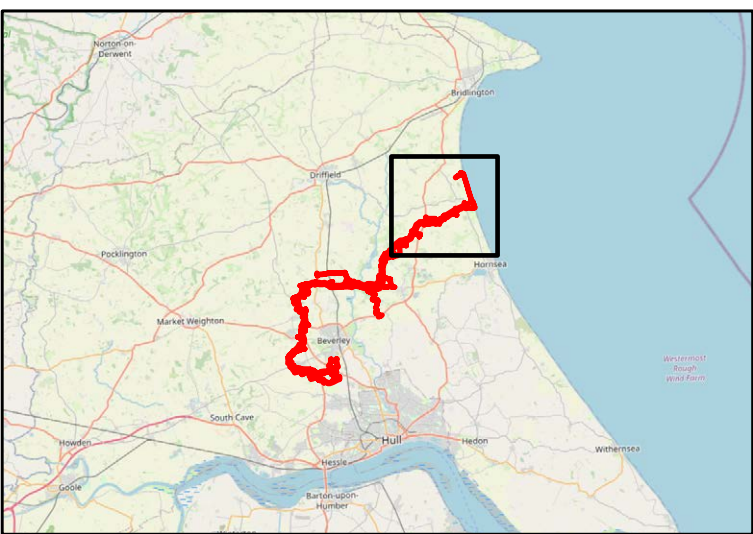 Norton-on-
Derwent
Bridlington
Driffield
Pocklington
Hornsea
Market Weighton
Beverley
Westermost
Rough
Wind Farm
South Cave
Howden
Hull
Hedon
Withernsea
Hessle
Goole
Barton-upon-
Humber